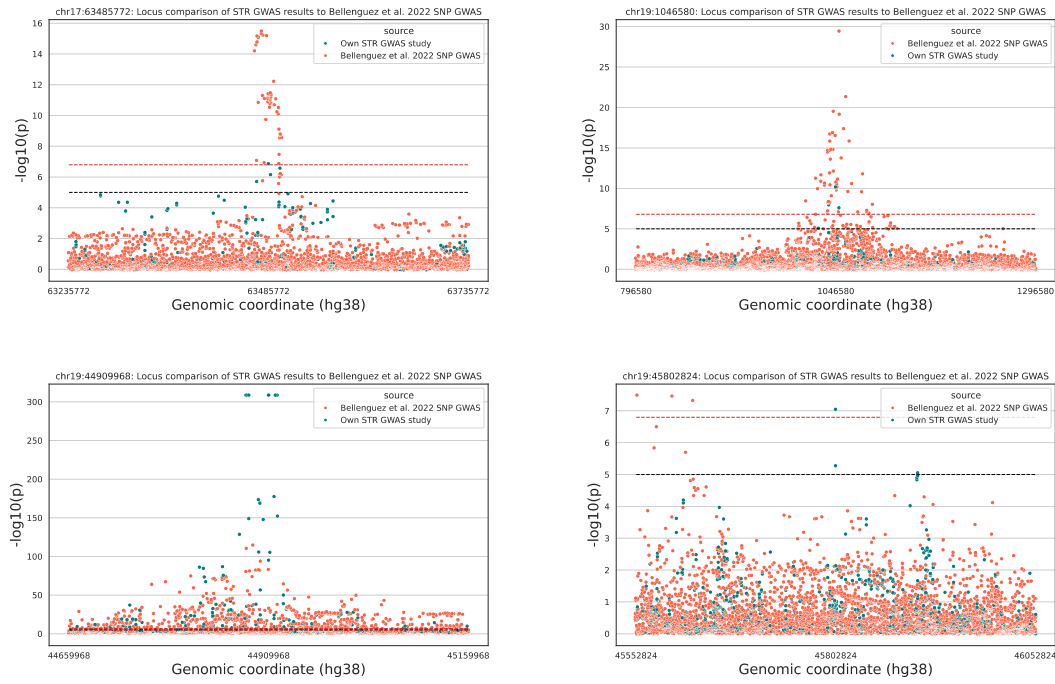 chr17:63485772: Locus comparison of STR GWAS results to Bellenguez et al. 2022 SNP GWAS
16
14
12
10
8
6
4
2
0
-log10(p)
source
Own STR GWAS study
Bellenguez et al. 2022 SNP GWAS
63235772
63485772
63735772
Genomic coordinate (hg38)
chr19:1046580: Locus comparison of STR GWAS results to Bellenguez et al. 2022 SNP GWAS
30
25
20
15
10
5
0
-log10(p)
source
Bellenguez et al. 2022 SNP GWAS
Own STR GWAS study
796580
1046580
1296580
Genomic coordinate (hg38)
chr19:44909968: Locus comparison of STR GWAS results to Bellenguez et al. 2022 SNP GWAS
300
250
200
150
100
50
0
-log10(p)
source
Bellenguez et al. 2022 SNP GWAS
Own STR GWAS study
44659968
44909968
45159968
Genomic coordinate (hg38)
chr19:45802824: Locus comparison of STR GWAS results to Bellenguez et al. 2022 SNP GWAS
7
6
5
4
3
2
1
0
-log10(p)
source
Bellenguez et al. 2022 SNP GWAS
Own STR GWAS study
45552824
45802824
46052824
Genomic coordinate (hg38)